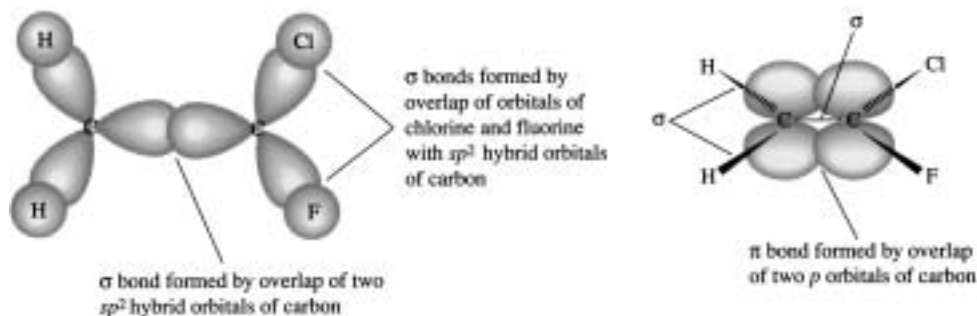 H
Cl
C
C
H
F
σ bonds formed by
overlap of orbitals of
chlorine and fluorine
with sp² hybrid orbitals
of carbon
σ bond formed by overlap of two
sp² hybrid orbitals of carbon
σ
H
Cl
σ
C
C
H
F
π bond formed by overlap
of two p orbitals of carbon